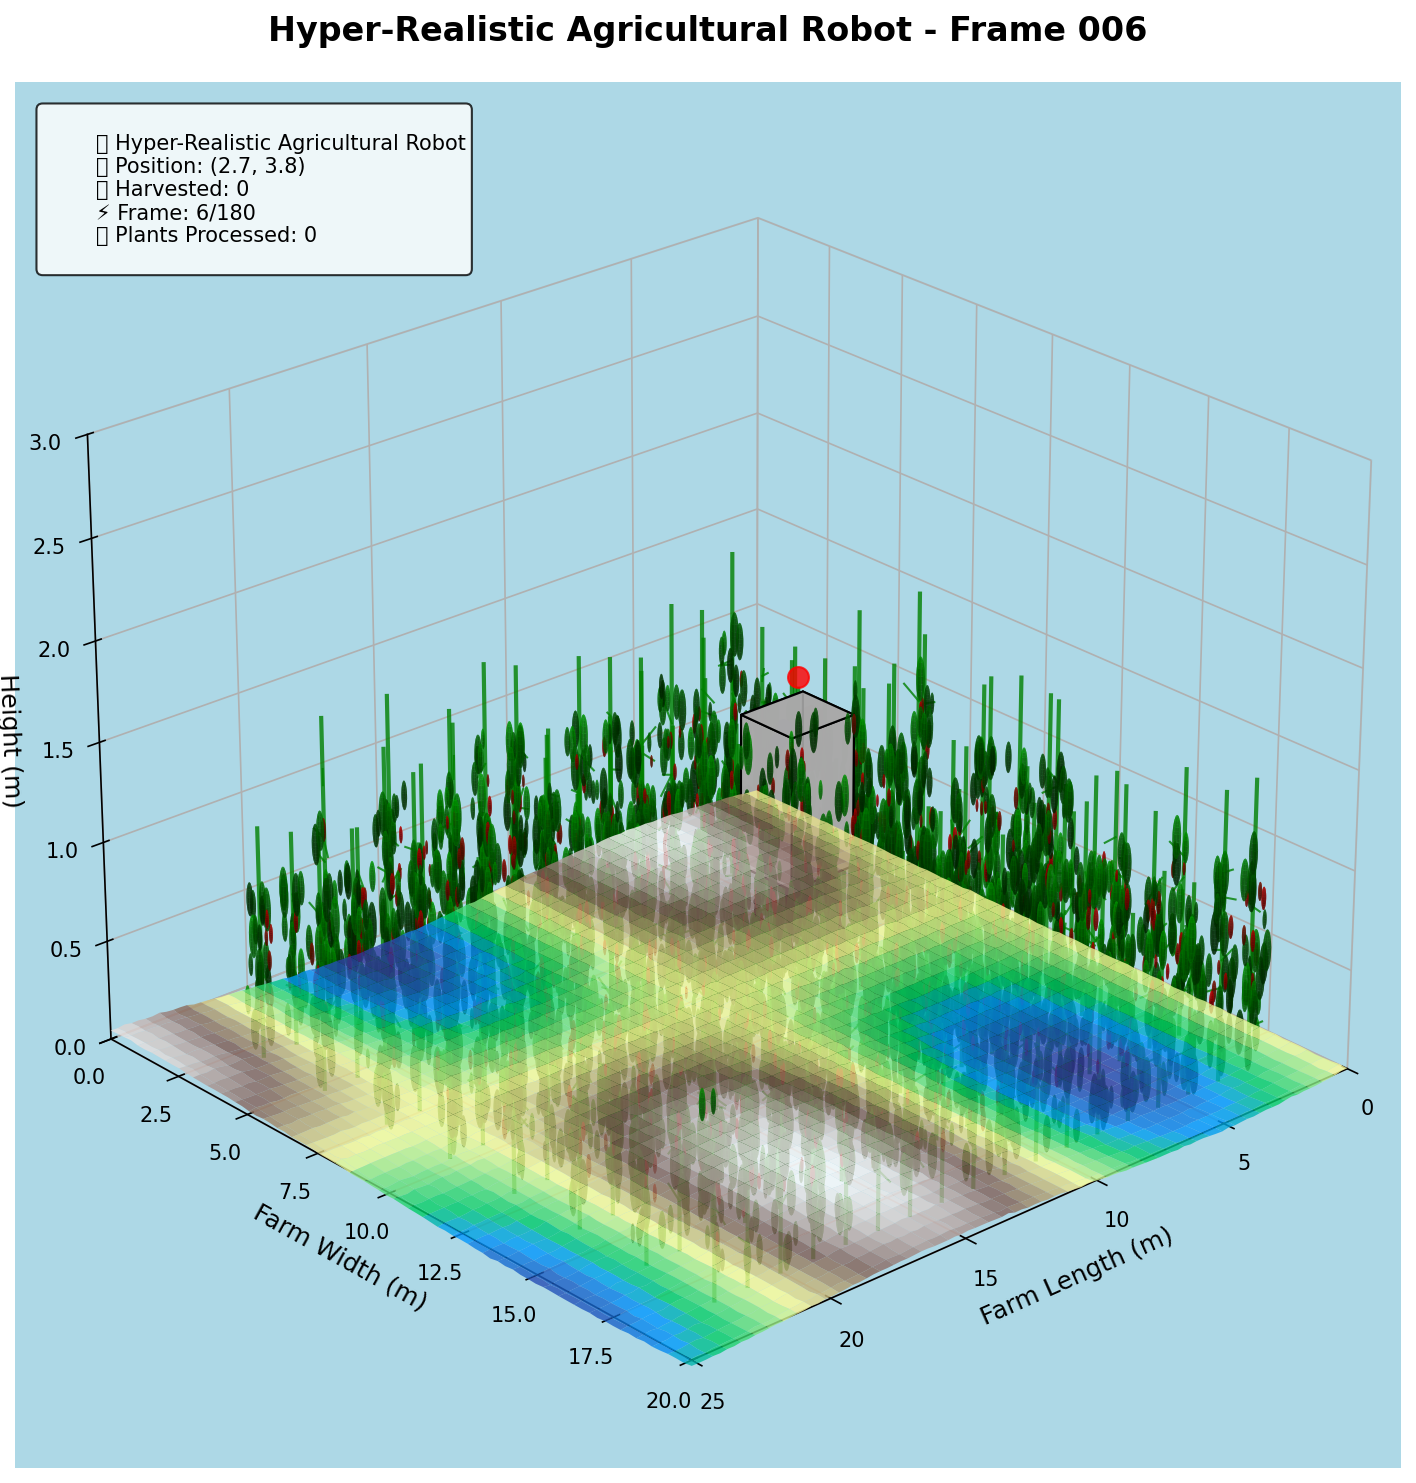 Hyper-Realistic Agricultural Robot - Frame 006
Hyper-Realistic Agricultural Robot
Position: (2.7, 3.8)
Harvested: 0
⚡ Frame: 6/180
Plants Processed: 0
3.0
2.5
2.0
1.5
1.0
0.5
0.0
Height (m)
0.0
2.5
5.0
7.5
10.0
12.5
15.0
17.5
20.0
Farm Width (m)
0
5
10
15
20
25
Farm Length (m)